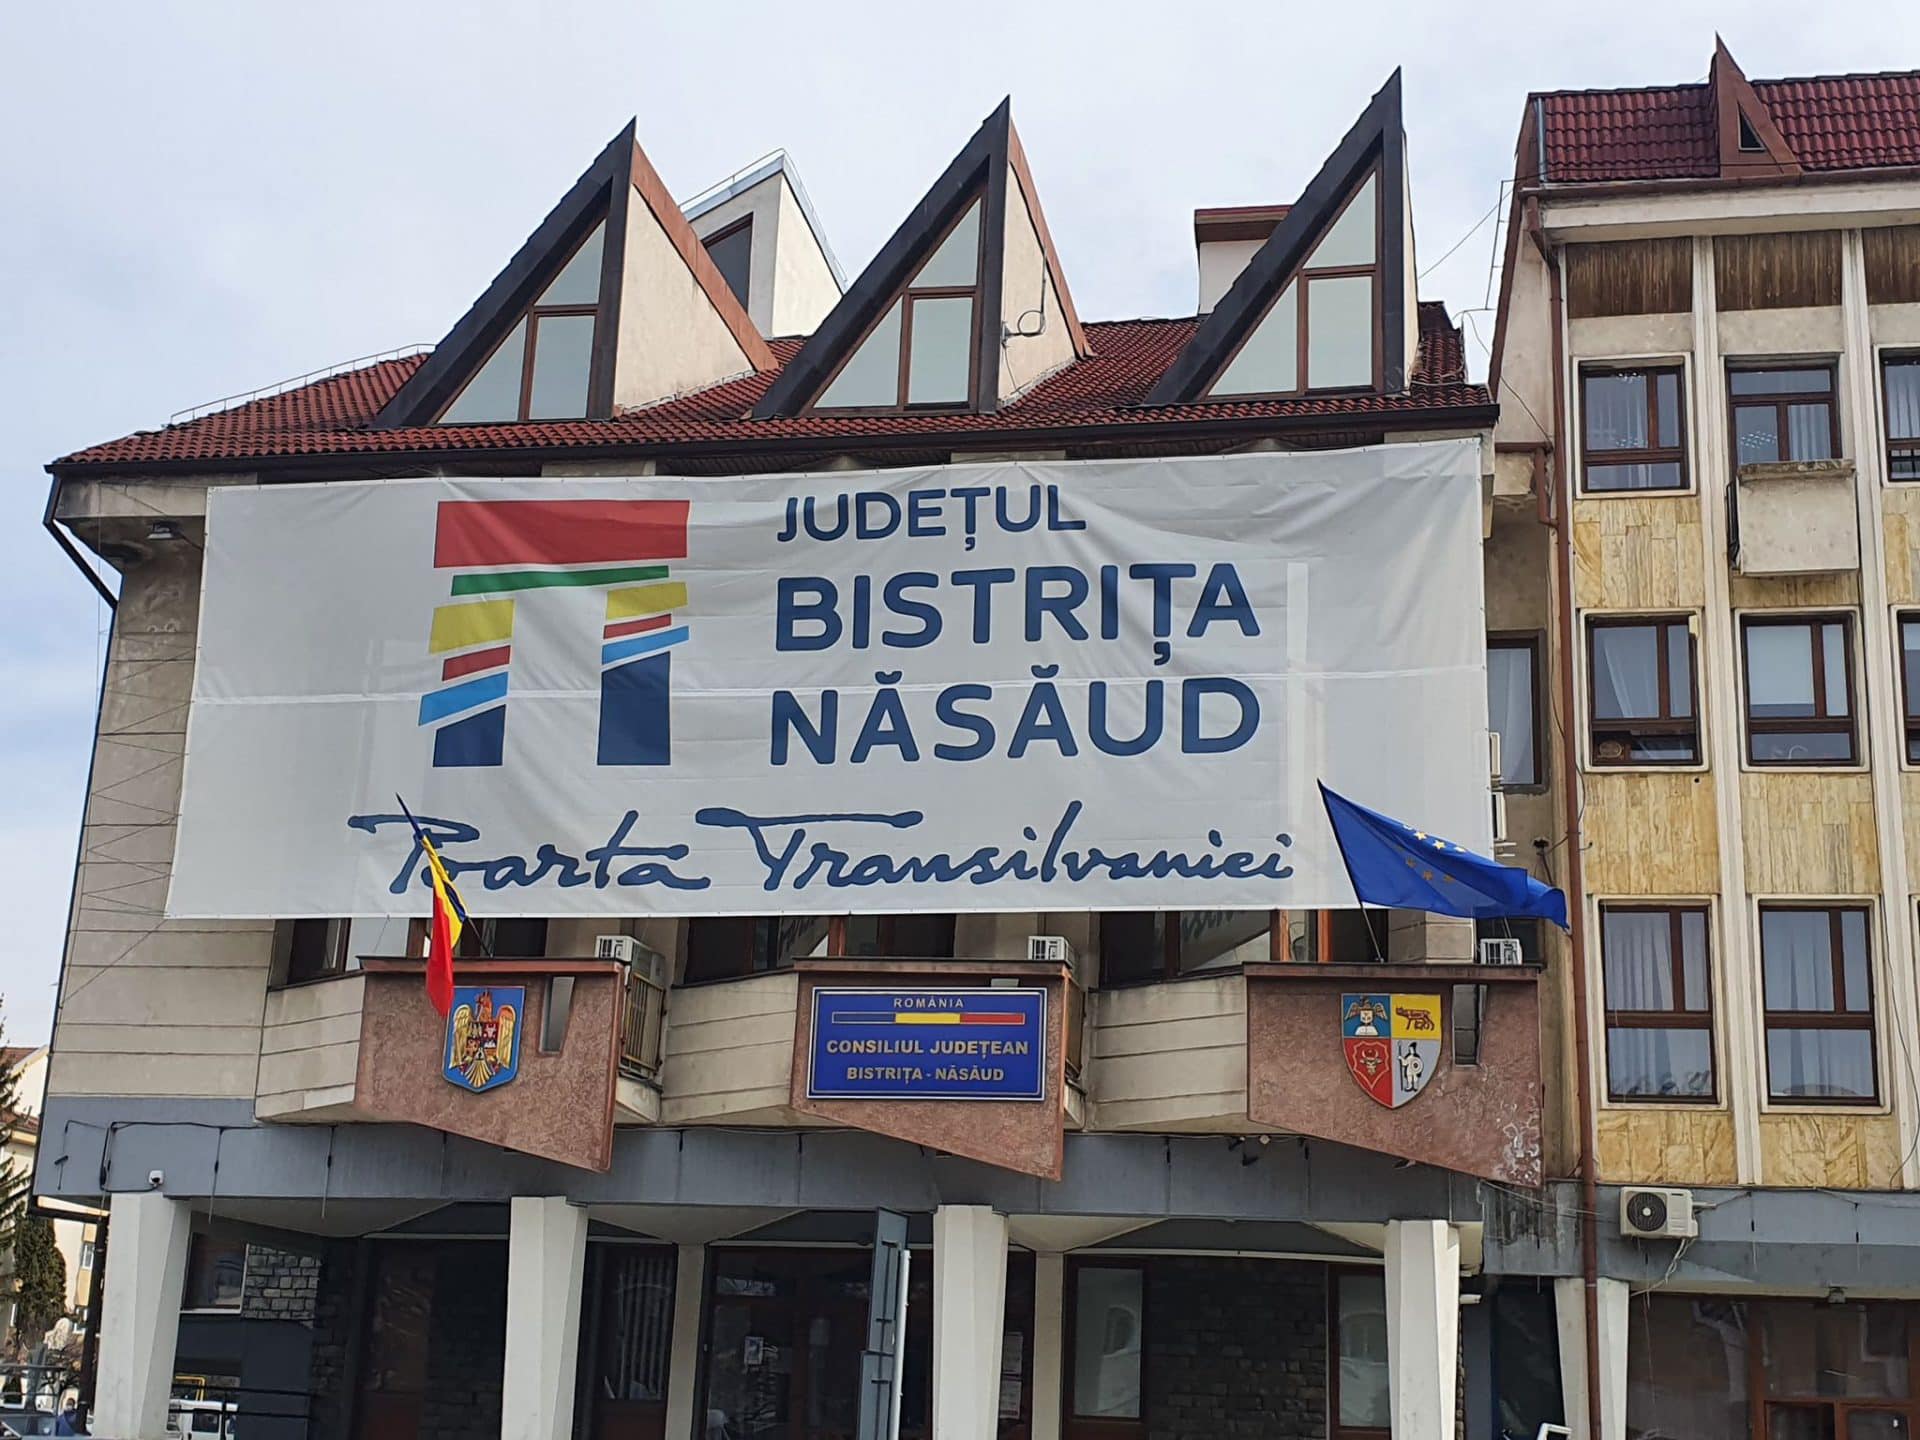 JUDEȚUL
BISTRIȚA
NĂSĂUD
Poarta Transilvaniei
ROMÂNIA
CONSILIUL JUDEȚEAN
BISTRIȚA - NĂSĂUD